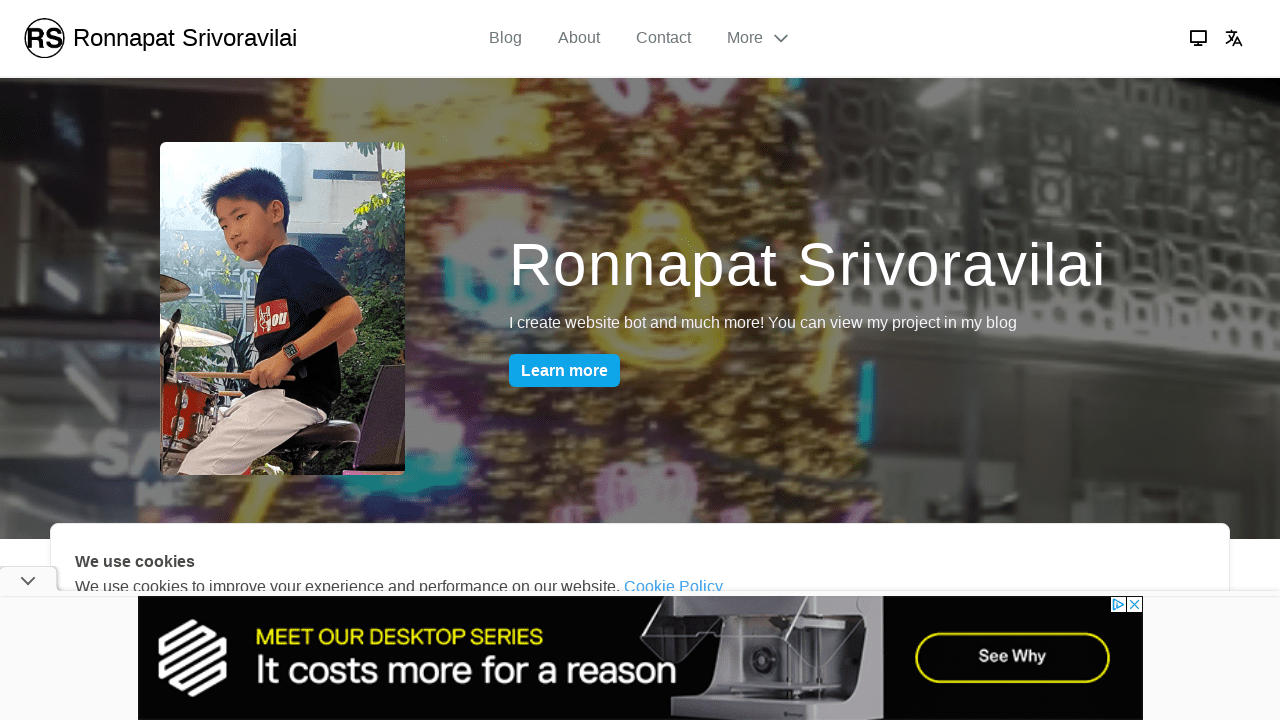 RS Ronnapat Srivoravilai
Blog
About
Contact
More
Ronnapat Srivoravilai
I create website bot and much more! You can view my project in my blog
Learn more
We use cookies
We use cookies to improve your experience and performance on our website. Cookie Policy
MEET OUR DESKTOP SERIES
It costs more for a reason
See Why